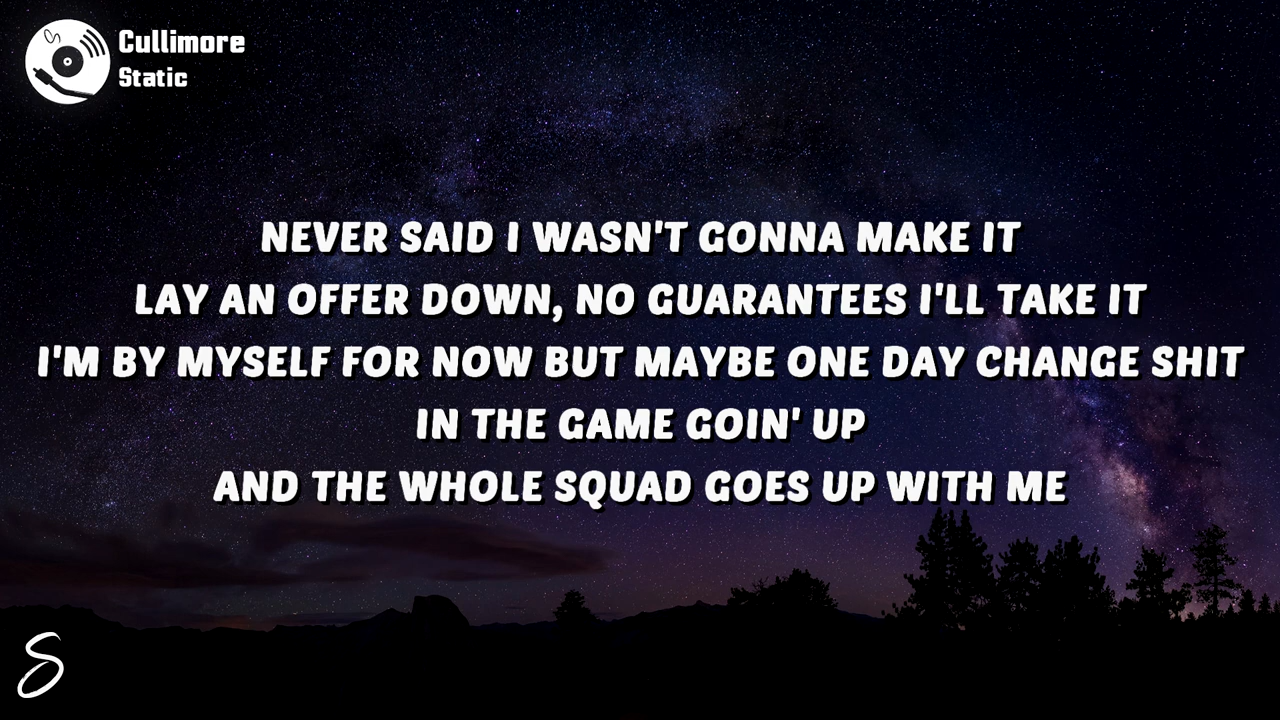 Cullimore
Static
NEVER SAID I WASN'T GONNA MAKE IT
LAY AN OFFER DOWN, NO GUARANTEES I'LL TAKE IT
I'M BY MYSELF FOR NOW BUT MAYBE ONE DAY CHANGE SHIT
IN THE GAME GOIN' UP
AND THE WHOLE SQUAD GOES UP WITH ME
S